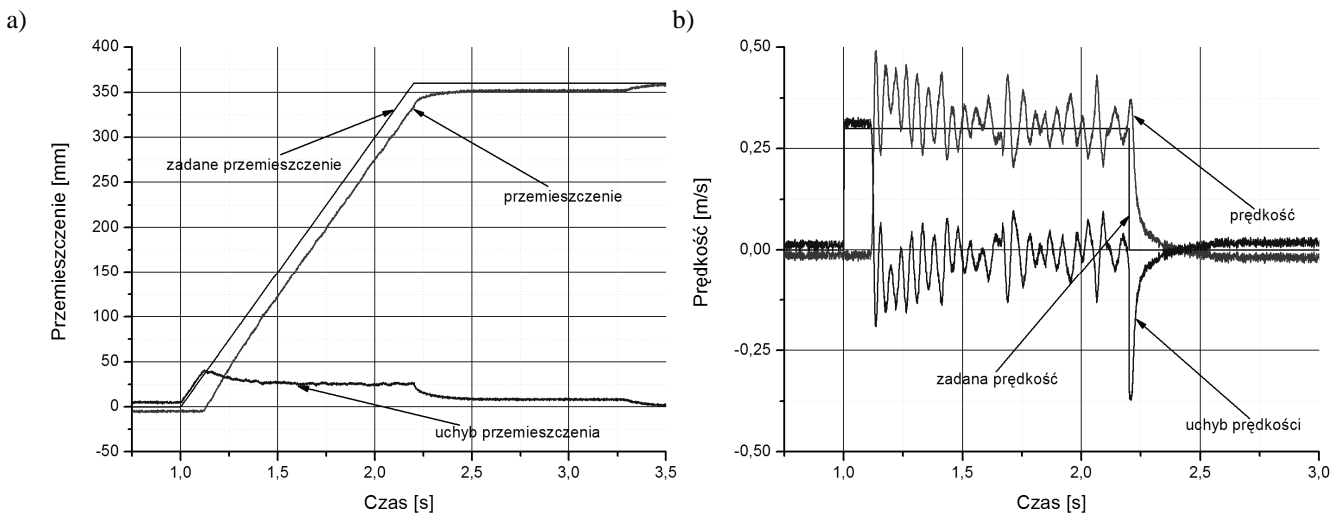 a)
400
350
300
250
200
150
100
50
0
-50
Przemieszczenie [mm]
zadane przemieszczenie
przemieszczenie
uchyb przemieszczenia
1,0 1,5 2,0 2,5 3,0 3,5
Czas [s]
b)
0,50
0,25
0,00
-0,25
-0,50
Prędkość [m/s]
prędkość
zadana prędkość
uchyb prędkości
1,0 1,5 2,0 2,5 3,0
Czas [s]